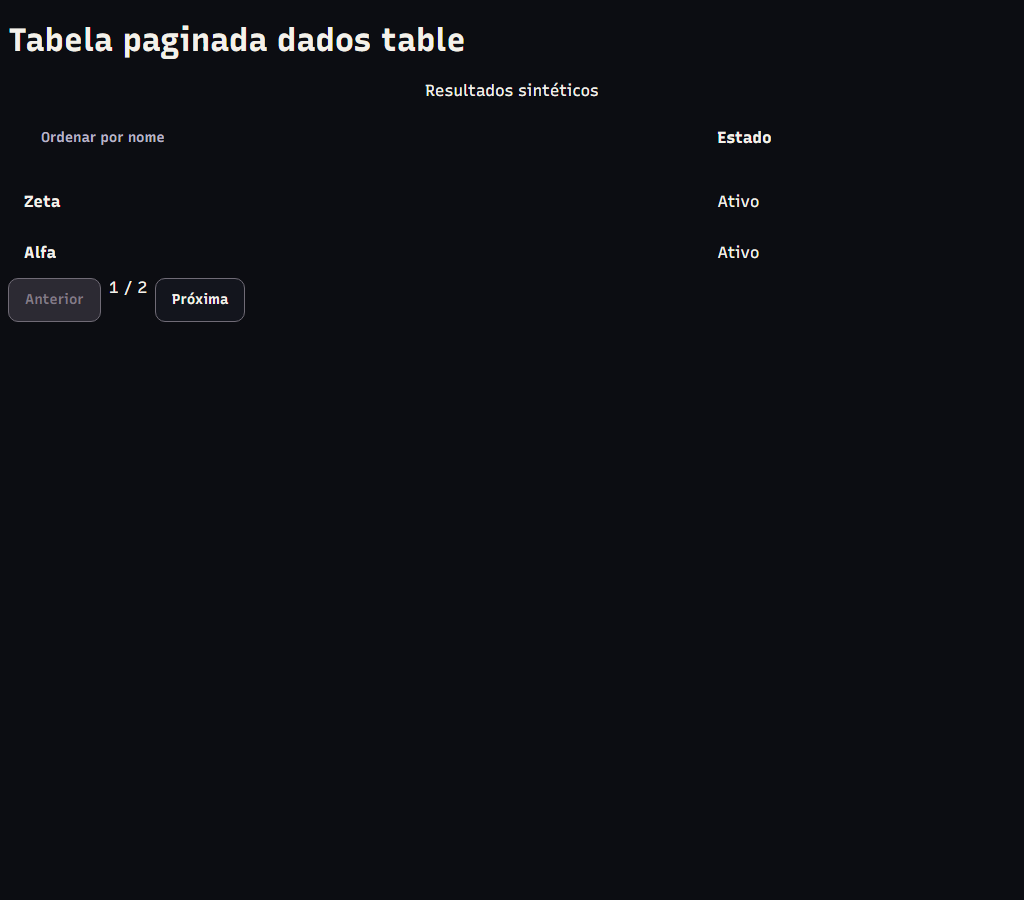 Tabela paginada dados table
Resultados sintéticos
Ordenar por nome Estado
Zeta Ativo
Alfa Ativo
Anterior 1 / 2 Próxima